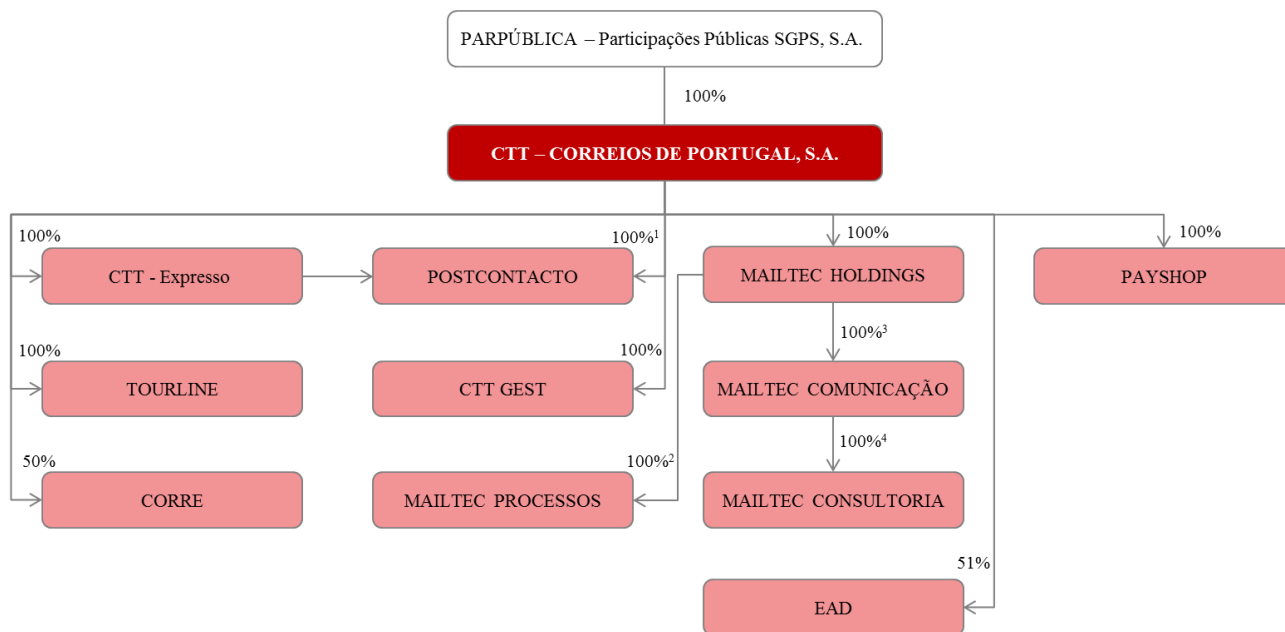 PARPÚBLICA – Participações Públicas SGPS, S.A.
100%
CTT – CORREIOS DE PORTUGAL, S.A.
100%
100%¹
100%
100%
CTT - Expresso
POSTCONTACTO
MAILTEC HOLDINGS
PAYSHOP
100%
100%
100%³
TOURLINE
CTT GEST
MAILTEC COMUNICAÇÃO
50%
100%²
100%⁴
CORRE
MAILTEC PROCESSOS
MAILTEC CONSULTORIA
51%
EAD